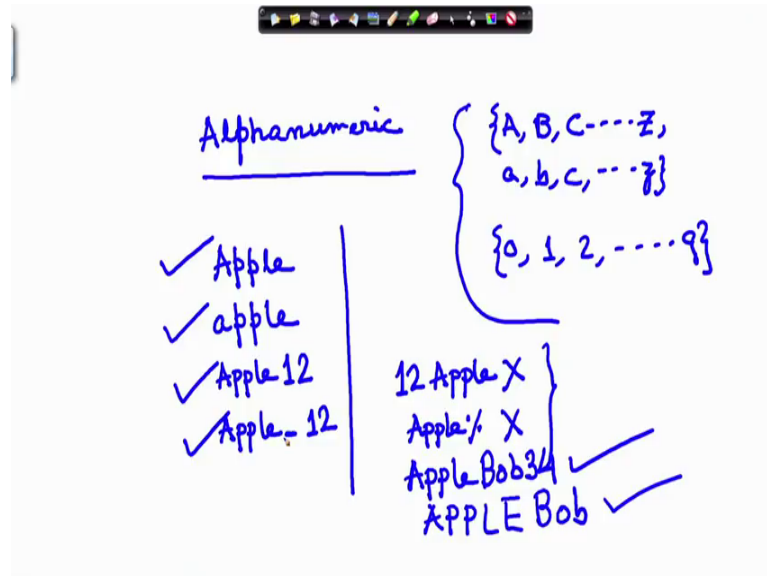 Alphanumeric
{A, B, C----Z,
a, b, c, ---z}
{0, 1, 2, ----9}
Apple
apple
Apple12
Apple_12
12Apple X
Apple% X
AppleBob34
APPLEBob